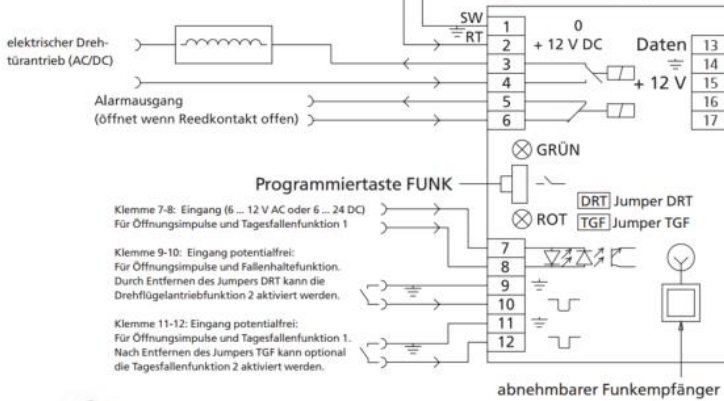 SW
RT
1
2
3
4
5
6
0
+ 12 V DC
Daten
+ 12 V
13
14
15
16
17
elektrischer Dreh-
türantrieb (AC/DC)
Alarmausgang
(öffnet wenn Reedkontakt offen)
GRÜN
Programmiertaste FUNK
DRT Jumper DRT
ROT
TGF Jumper TGF
Klemme 7-8: Eingang (6 ... 12 V AC oder 6 ... 24 DC)
Für Öffnungsimpulse und Tagesfallenfunktion 1
Klemme 9-10: Eingang potentialfrei:
Für Öffnungsimpulse und Fallenhaltefunktion.
Durch Entfernen des Jumpers DRT kann die
Drehflügelantriebfunktion 2 aktiviert werden.
Klemme 11-12: Eingang potentialfrei:
Für Öffnungsimpulse und Tagesfallenfunktion 1.
Nach Entfernen des Jumpers TGF kann optional
die Tagesfallenfunktion 2 aktiviert werden.
7
8
9
10
11
12
abnehmbarer Funkempfänger